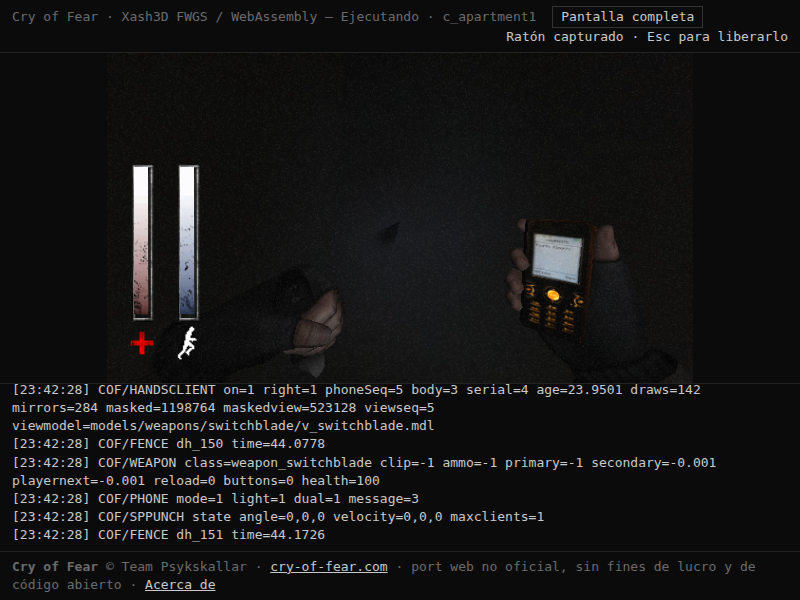 Cry of Fear · Xash3D FWGS / WebAssembly — Ejecutando · c_apartment1
Pantalla completa
Ratón capturado · Esc para liberarlo
[23:42:28] COF/HANDSCLIENT on=1 right=1 phoneSeq=5 body=3 serial=4 age=23.9501 draws=142
mirrors=284 masked=1198764 maskedview=523128 viewseq=5
viewmodel=models/weapons/switchblade/v_switchblade.mdl
[23:42:28] COF/FENCE dh_150 time=44.0778
[23:42:28] COF/WEAPON class=weapon_switchblade clip=-1 ammo=-1 primary=-1 secondary=-0.001
playernext=-0.001 reload=0 buttons=0 health=100
[23:42:28] COF/PHONE mode=1 light=1 dual=1 message=3
[23:42:28] COF/SPPUNCH state angle=0,0,0 velocity=0,0,0 maxclients=1
[23:42:28] COF/FENCE dh_151 time=44.1726
Cry of Fear © Team Psykskallar · cry-of-fear.com · port web no oficial, sin fines de lucro y de
código abierto · Acerca de